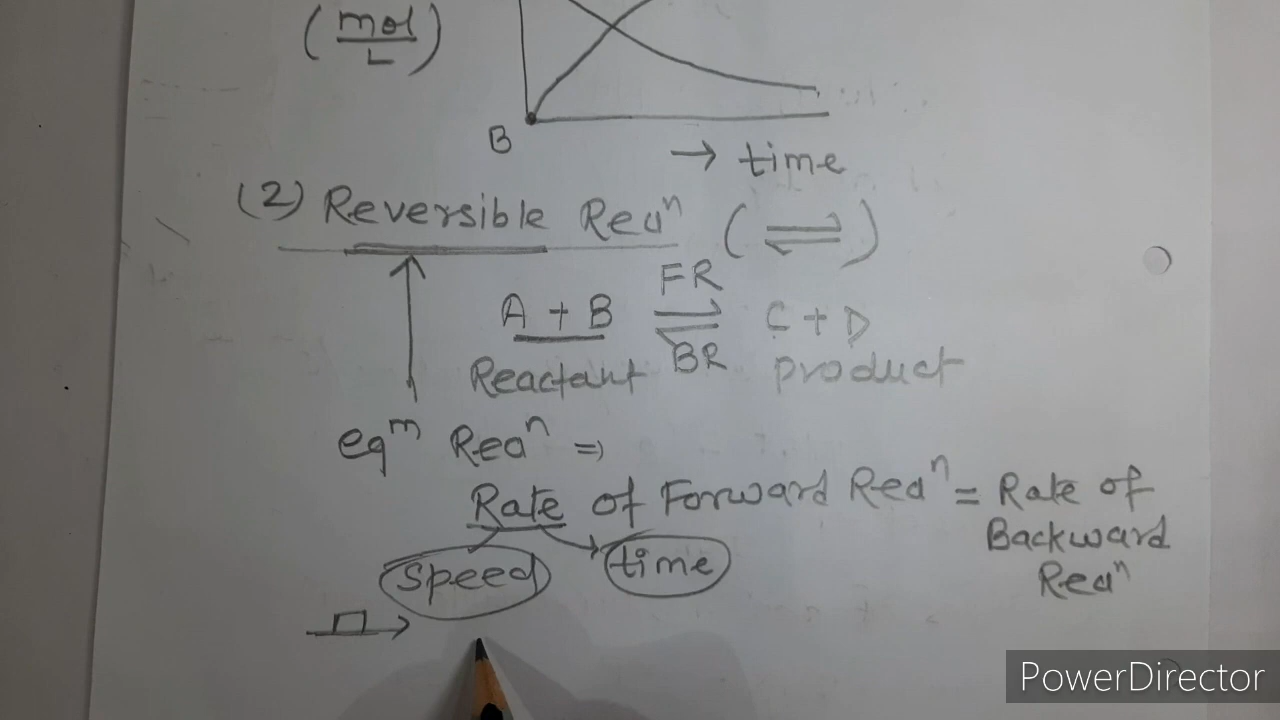 (mol/L)
B
→ time
(2) Reversible Reaⁿ (⇌)
FR
A + B ⇌ C + D
BR
Reactant product
eqᵐ Reaⁿ ⇒
Rate of Forward Reaⁿ = Rate of
Backward
Reaⁿ
speed time
PowerDirector